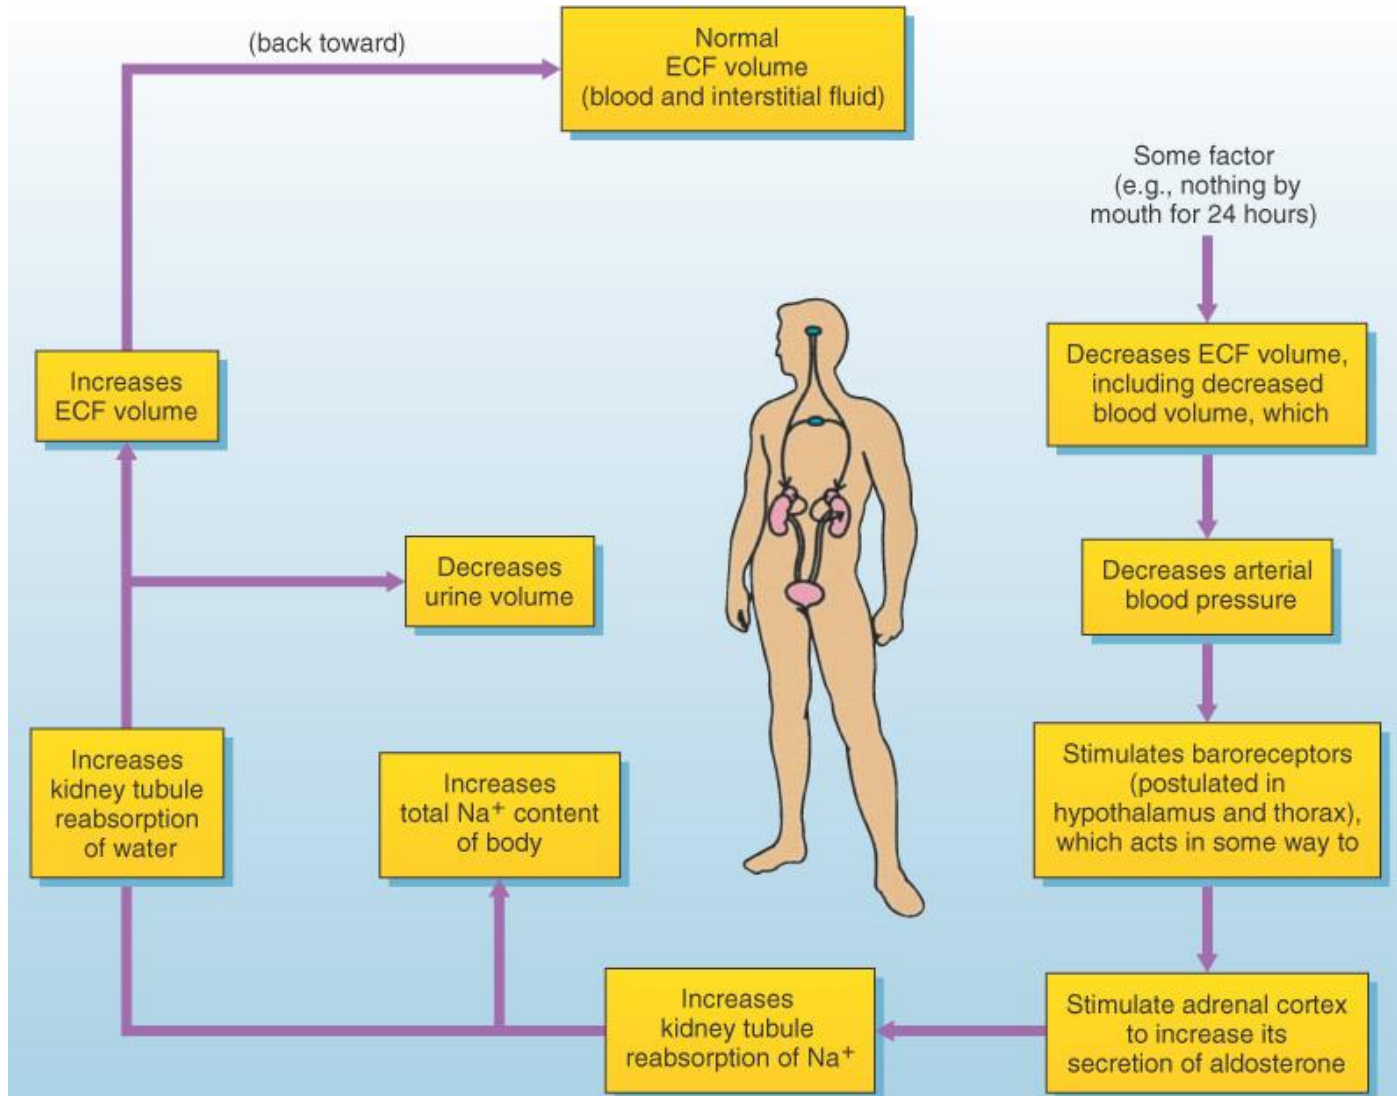 (back toward)
Normal
ECF volume
(blood and interstitial fluid)
Some factor
(e.g., nothing by
mouth for 24 hours)
Decreases ECF volume,
including decreased
blood volume, which
Decreases arterial
blood pressure
Stimulates baroreceptors
(postulated in
hypothalamus and thorax),
which acts in some way to
Stimulate adrenal cortex
to increase its
secretion of aldosterone
Increases
kidney tubule
reabsorption of Na⁺
Increases
total Na⁺ content
of body
Increases
kidney tubule
reabsorption
of water
Decreases
urine volume
Increases
ECF volume